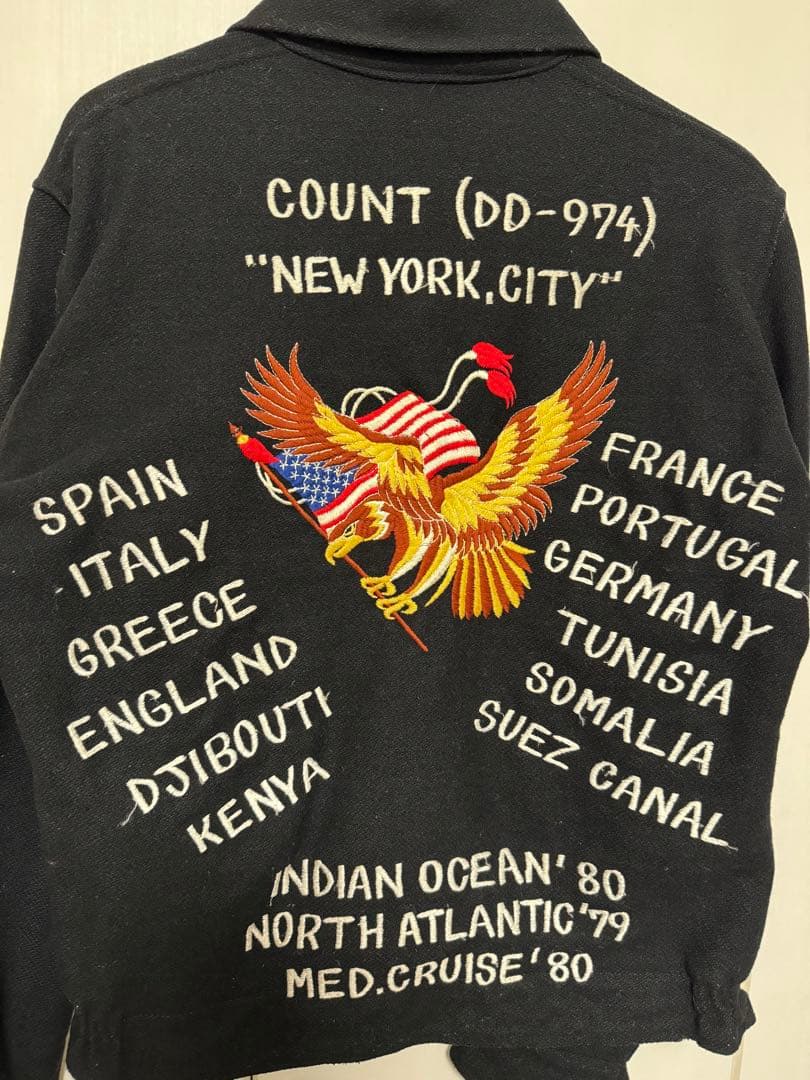 COUNT (DD-974)
"NEW YORK.CITY"
SPAIN
ITALY
GREECE
ENGLAND
DJIBOUTI
KENYA
FRANCE
PORTUGAL
GERMANY
TUNISIA
SOMALIA
SUEZ CANAL
INDIAN OCEAN'80
NORTH ATLANTIC'79
MED.CRUISE'80